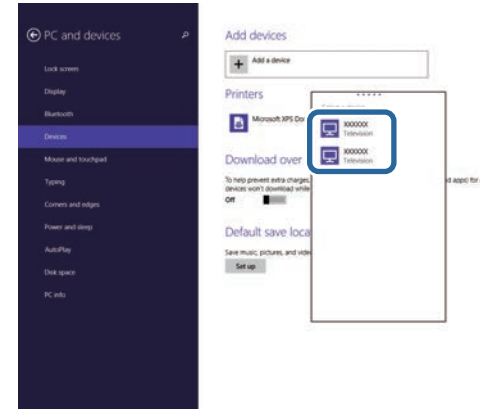 PC and devices
Lock screen
Display
Bluetooth
Devices
Mouse and touchpad
Typing
Corners and edges
Power and sleep
AutoPlay
Disk space
PC info
Add devices
Add a device
Printers
Microsoft XPS Do
XXXXXX
Television
XXXXXX
Television
Download over
To help prevent extra charges, d apps) for
devices won't download while
Off
Default save loca
Save music, pictures, and vide
Set up